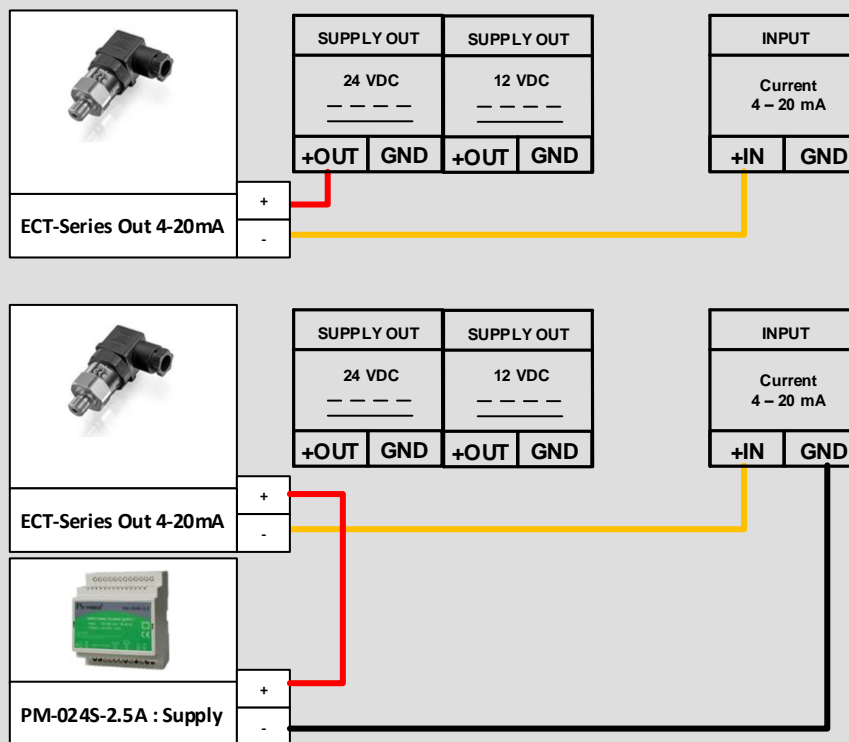 SUPPLY OUT SUPPLY OUT INPUT
24 VDC 12 VDC Current
4 – 20 mA
+OUT GND +OUT GND +IN GND
+
ECT-Series Out 4-20mA
-
SUPPLY OUT SUPPLY OUT INPUT
24 VDC 12 VDC Current
4 – 20 mA
+OUT GND +OUT GND +IN GND
+
ECT-Series Out 4-20mA
-
+
PM-024S-2.5A : Supply
-